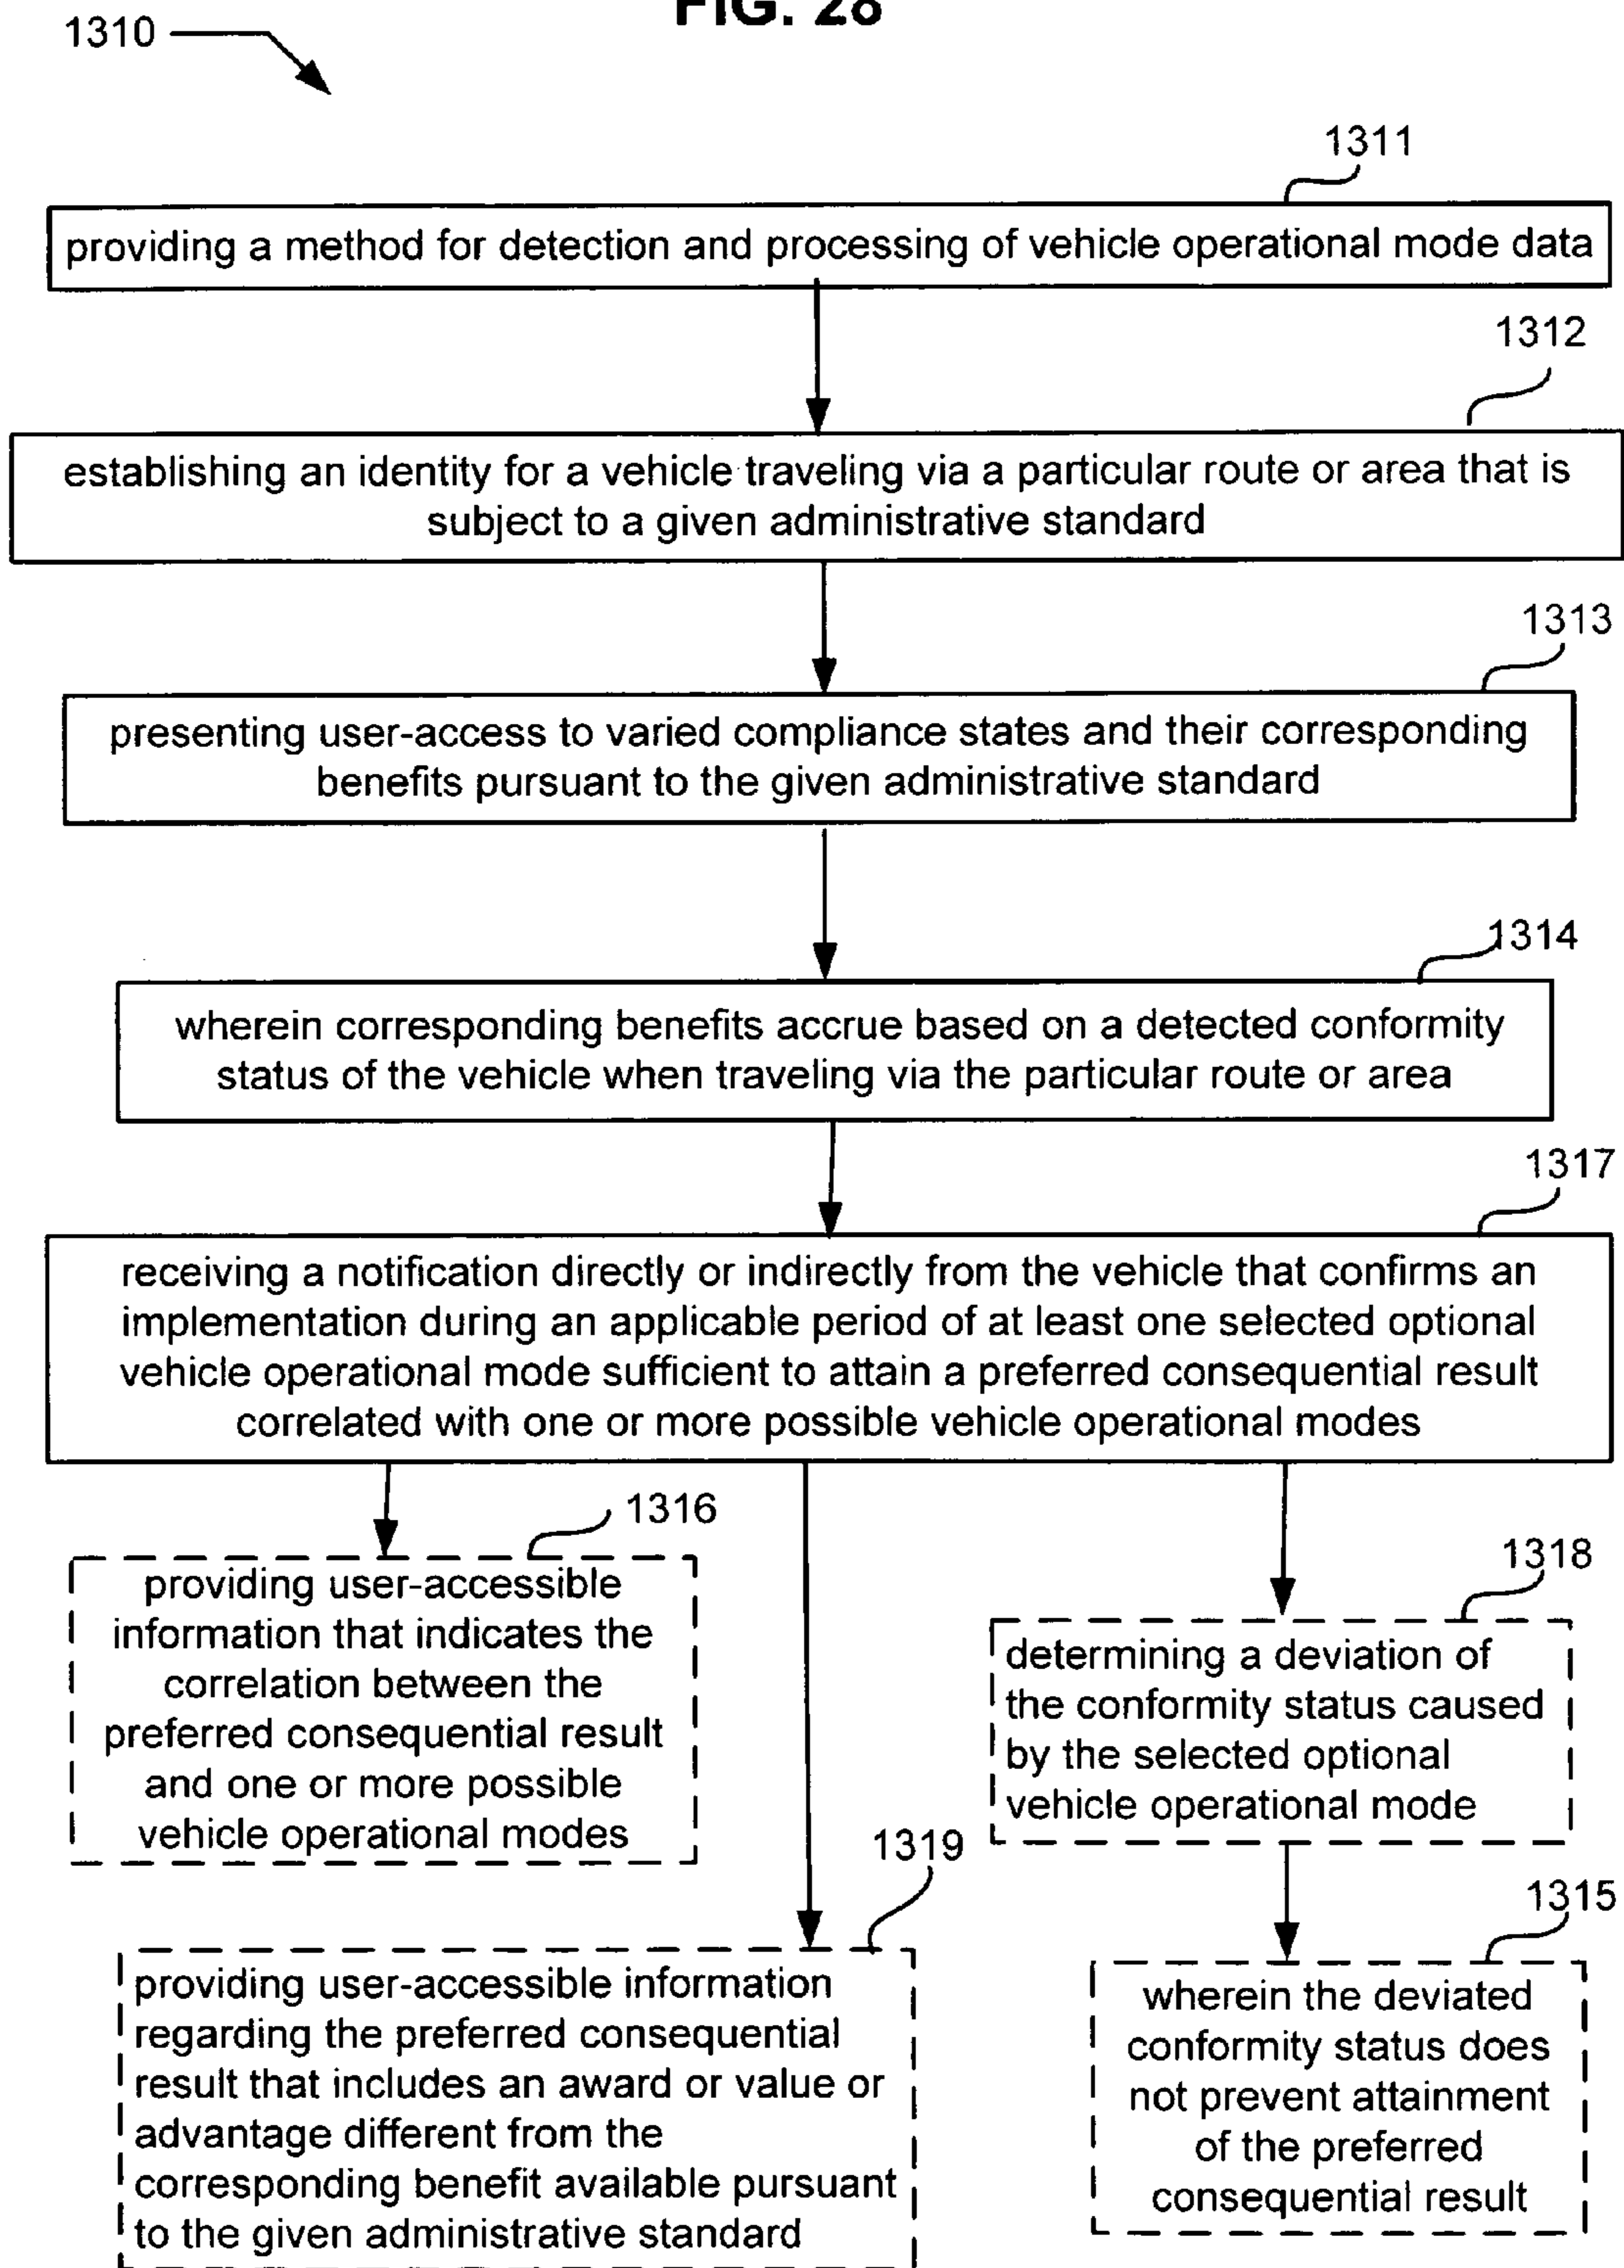 FIG. 28
1310
1311
providing a method for detection and processing of vehicle operational mode data
1312
establishing an identity for a vehicle traveling via a particular route or area that is
subject to a given administrative standard
1313
presenting user-access to varied compliance states and their corresponding
benefits pursuant to the given administrative standard
1314
wherein corresponding benefits accrue based on a detected conformity
status of the vehicle when traveling via the particular route or area
1317
receiving a notification directly or indirectly from the vehicle that confirms an
implementation during an applicable period of at least one selected optional
vehicle operational mode sufficient to attain a preferred consequential result
correlated with one or more possible vehicle operational modes
1316
providing user-accessible
information that indicates the
correlation between the
preferred consequential result
and one or more possible
vehicle operational modes
1318
determining a deviation of
the conformity status caused
by the selected optional
vehicle operational mode
1319
providing user-accessible information
regarding the preferred consequential
result that includes an award or value or
advantage different from the
corresponding benefit available pursuant
to the given administrative standard
1315
wherein the deviated
conformity status does
not prevent attainment
of the preferred
consequential result